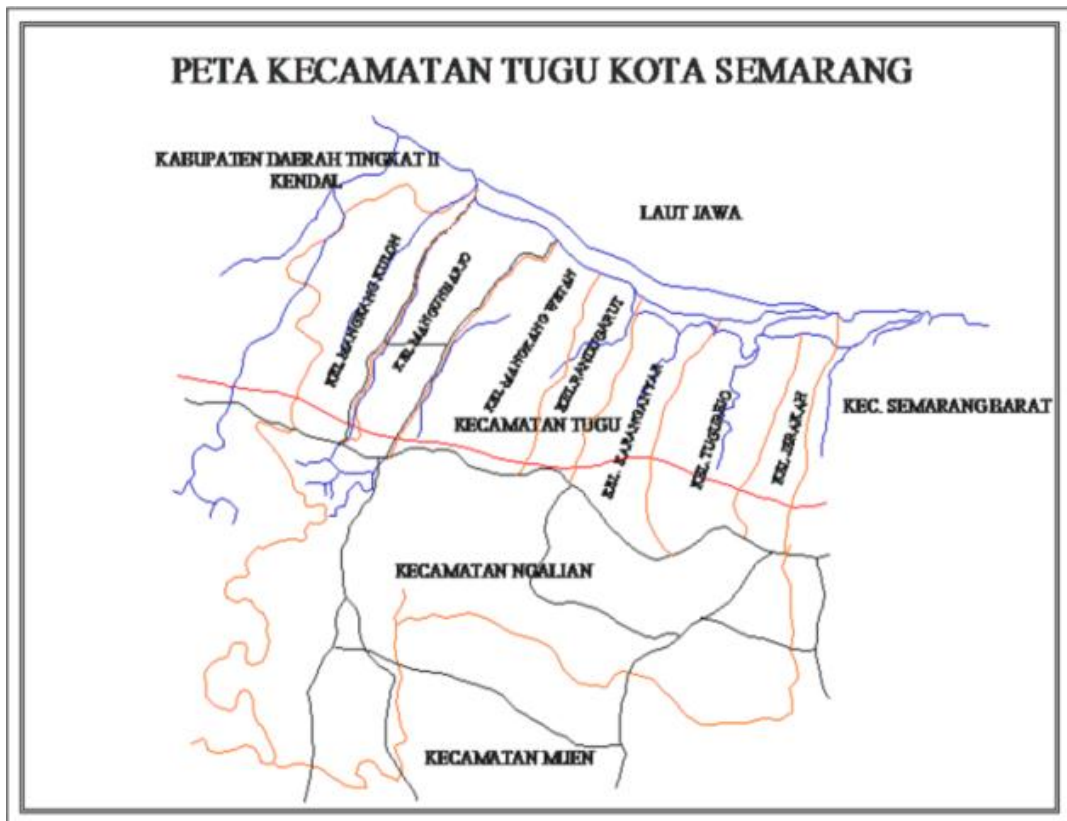 PETA KECAMATAN TUGU KOTA SEMARANG
KABUPATEN DAERAH TINGKAT II
KENDAL
LAUT JAWA
KEL MANGKANG KULON
KEL MANGUNHARJO
KEL MANGKANG WETAN
KEL RANDUGARUT
KEL. KARANGANYAR
KEL. TUGUREJO
KEL. JERAKAH
KECAMATAN TUGU
KEC. SEMARANG BARAT
KECAMATAN NGALIAN
KECAMATAN MIJEN